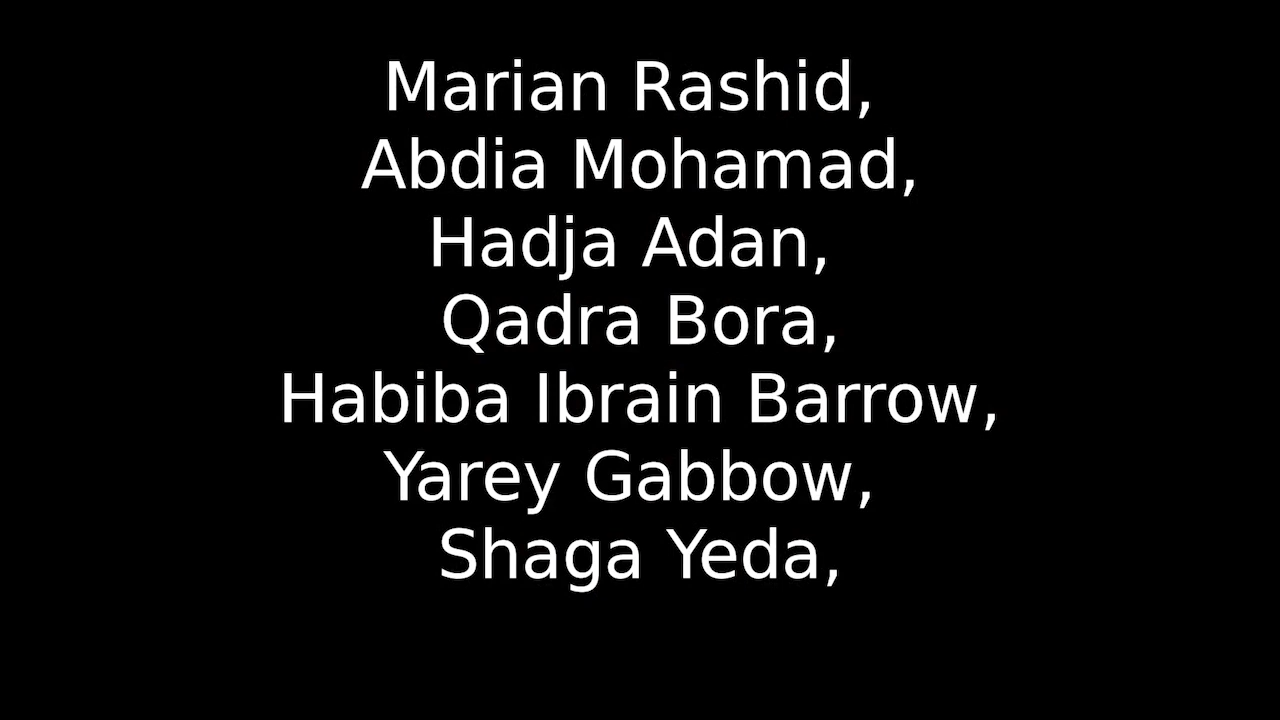 Marian Rashid,
Abdia Mohamad,
Hadja Adan,
Qadra Bora,
Habiba Ibrain Barrow,
Yarey Gabbow,
Shaga Yeda,